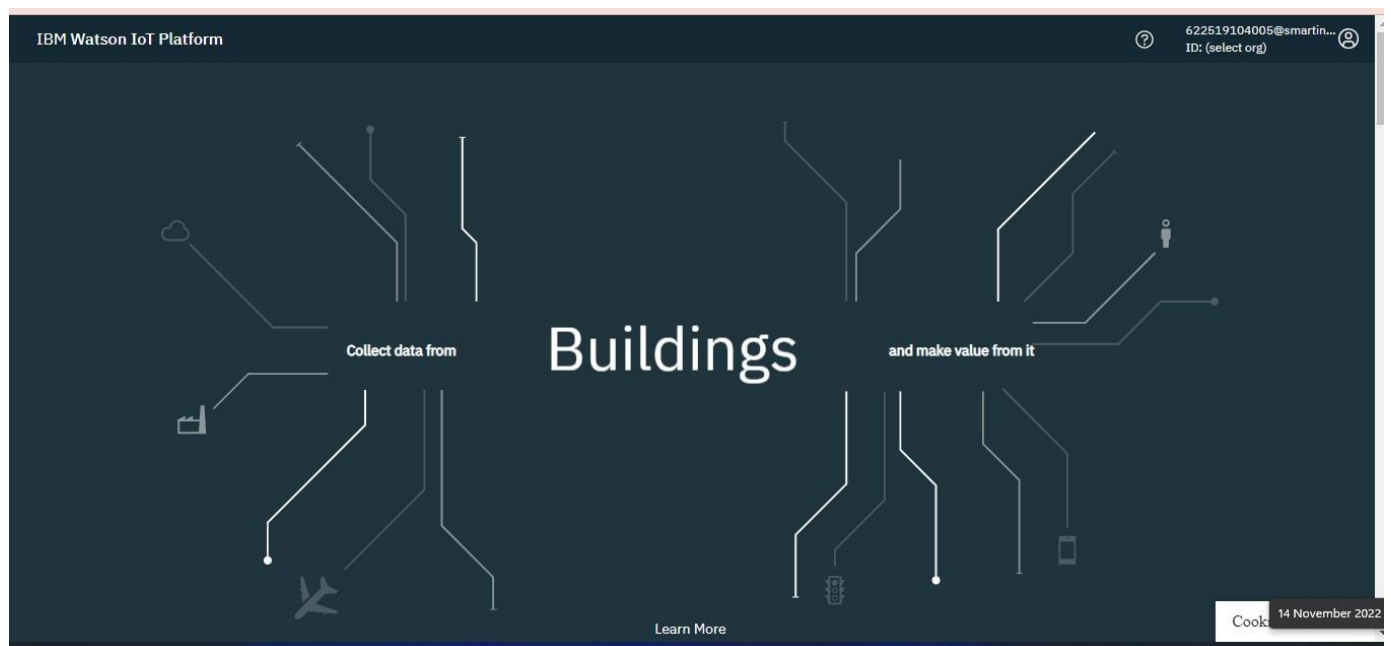 IBM Watson IoT Platform
622519104005@smartin...
ID: (select org)
Collect data from
Buildings
and make value from it
Learn More
14 November 2022